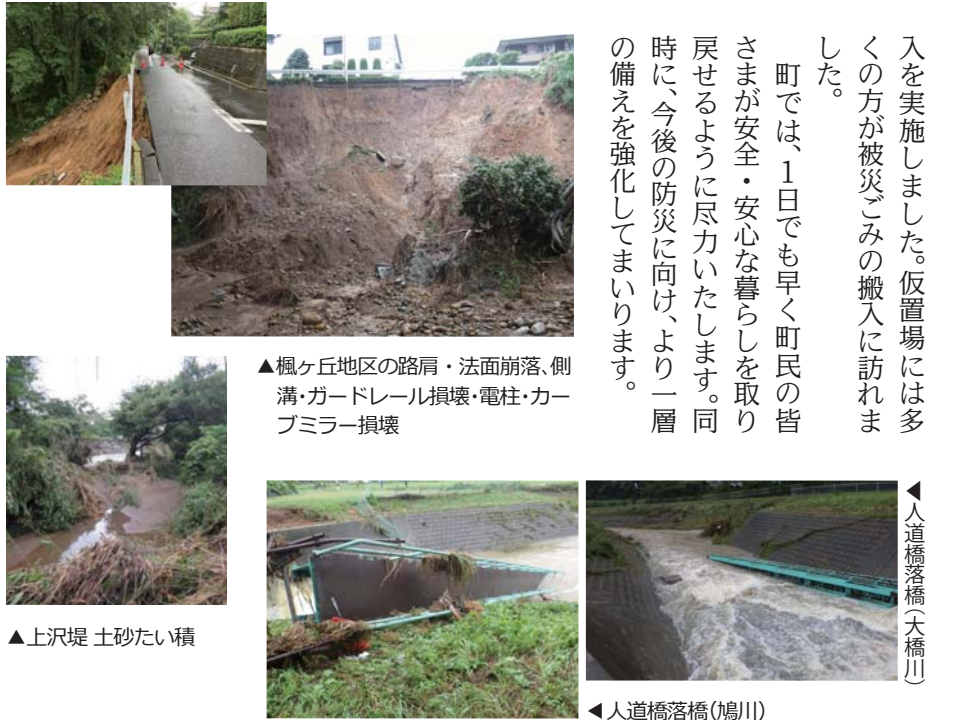 入を実施しました。仮置場には多
くの方が被災ごみの搬入に訪れま
した。
　町では、１日でも早く町民の皆
さまが安全・安心な暮らしを取り
戻せるように尽力いたします。同
時に、今後の防災に向け、より一層
の備えを強化してまいります。
▲楓ヶ丘地区の路肩・法面崩落、側
溝・ガードレール損壊・電柱・カー
ブミラー損壊
▲上沢堤 土砂たい積
◀人道橋落橋（大橋川）
◀人道橋落橋（鳩川）